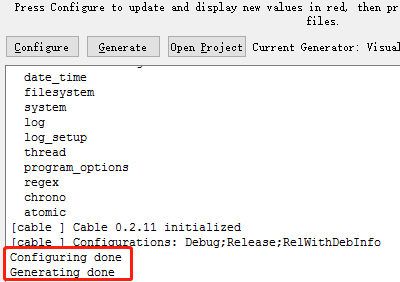 Press Configure to update and display new values in red, then pr
files.
Configure Generate Open Project Current Generator: Visual
date_time
filesystem
system
log
log_setup
thread
program_options
regex
chrono
atomic
[cable ] Cable 0.2.11 initialized
[cable ] Configurations: Debug;Release;RelWithDebInfo
Configuring done
Generating done